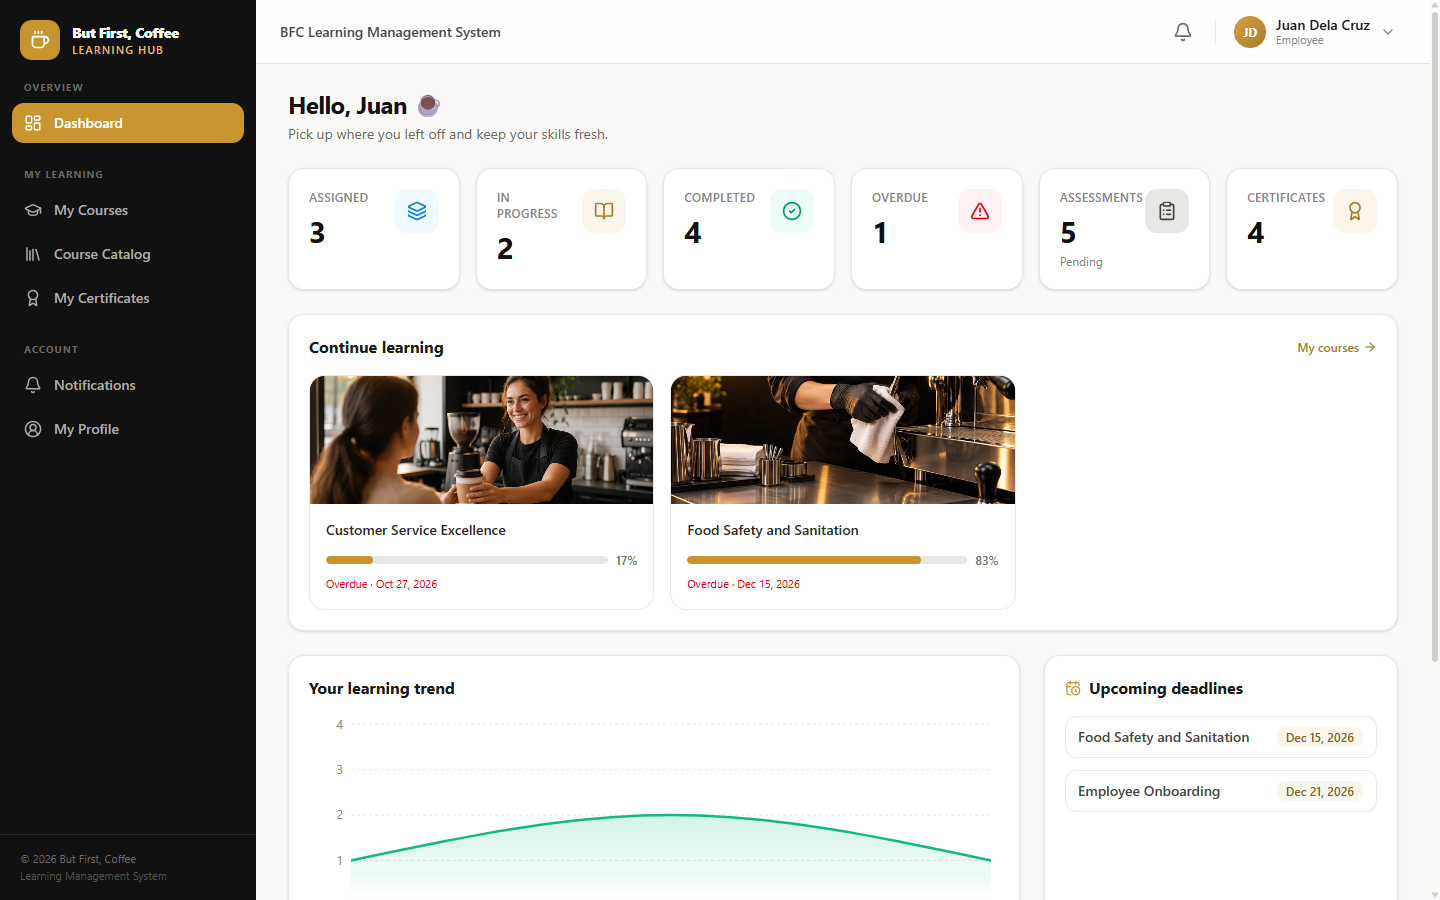 But First, Coffee
LEARNING HUB
OVERVIEW
Dashboard
MY LEARNING
My Courses
Course Catalog
My Certificates
ACCOUNT
Notifications
My Profile
© 2026 But First, Coffee
Learning Management System
BFC Learning Management System
JD
Juan Dela Cruz
Employee
Hello, Juan
Pick up where you left off and keep your skills fresh.
ASSIGNED
3
IN
PROGRESS
2
COMPLETED
4
OVERDUE
1
ASSESSMENTS
5
Pending
CERTIFICATES
4
Continue learning
My courses
Customer Service Excellence
17%
Overdue · Oct 27, 2026
Food Safety and Sanitation
83%
Overdue · Dec 15, 2026
Your learning trend
4
3
2
1
Upcoming deadlines
Food Safety and Sanitation Dec 15, 2026
Employee Onboarding Dec 21, 2026